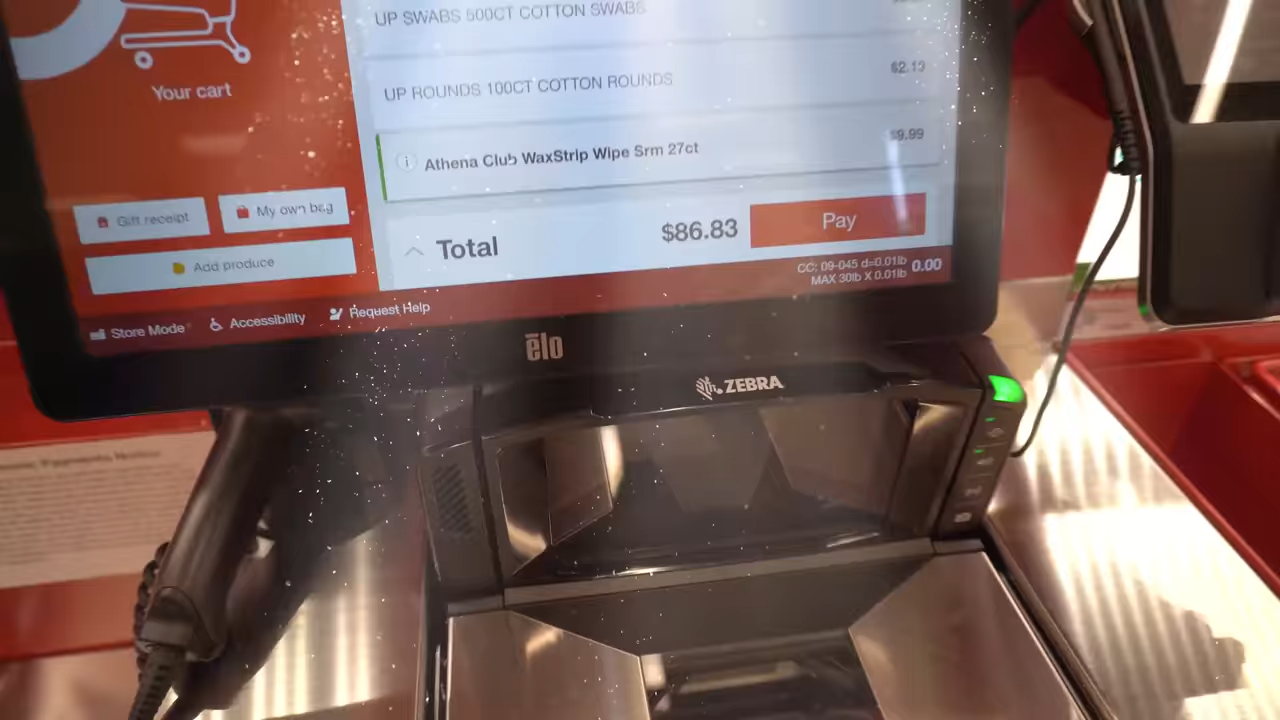 UP SWABS 500CT COTTON SWABS
UP ROUNDS 100CT COTTON ROUNDS
$2.19
Athena Club WaxStrip Wipe Srm 27ct
$9.99
Your cart
Gift receipt
My own bag
Add produce
Total
$86.83
Pay
CC: 09-045 d=0.01lb
MAX 30lb X 0.01lb
0.00
Store Mode
Accessibility
Request Help
ēlo
ZEBRA